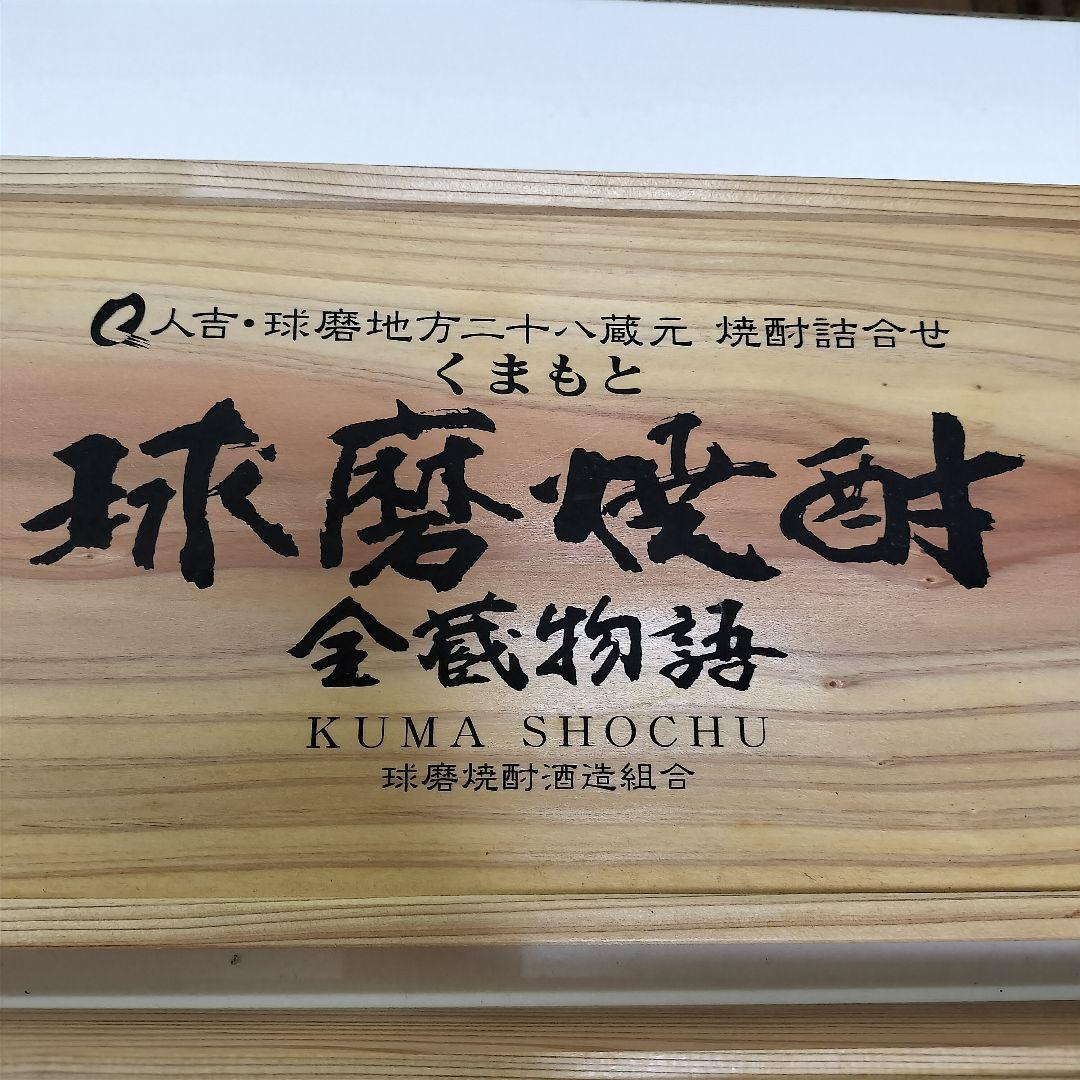 人吉・球磨地方二十八蔵元 焼酎詰合せ
くまもと
球磨焼酎
全蔵物語
KUMA SHOCHU
球磨焼酎酒造組合